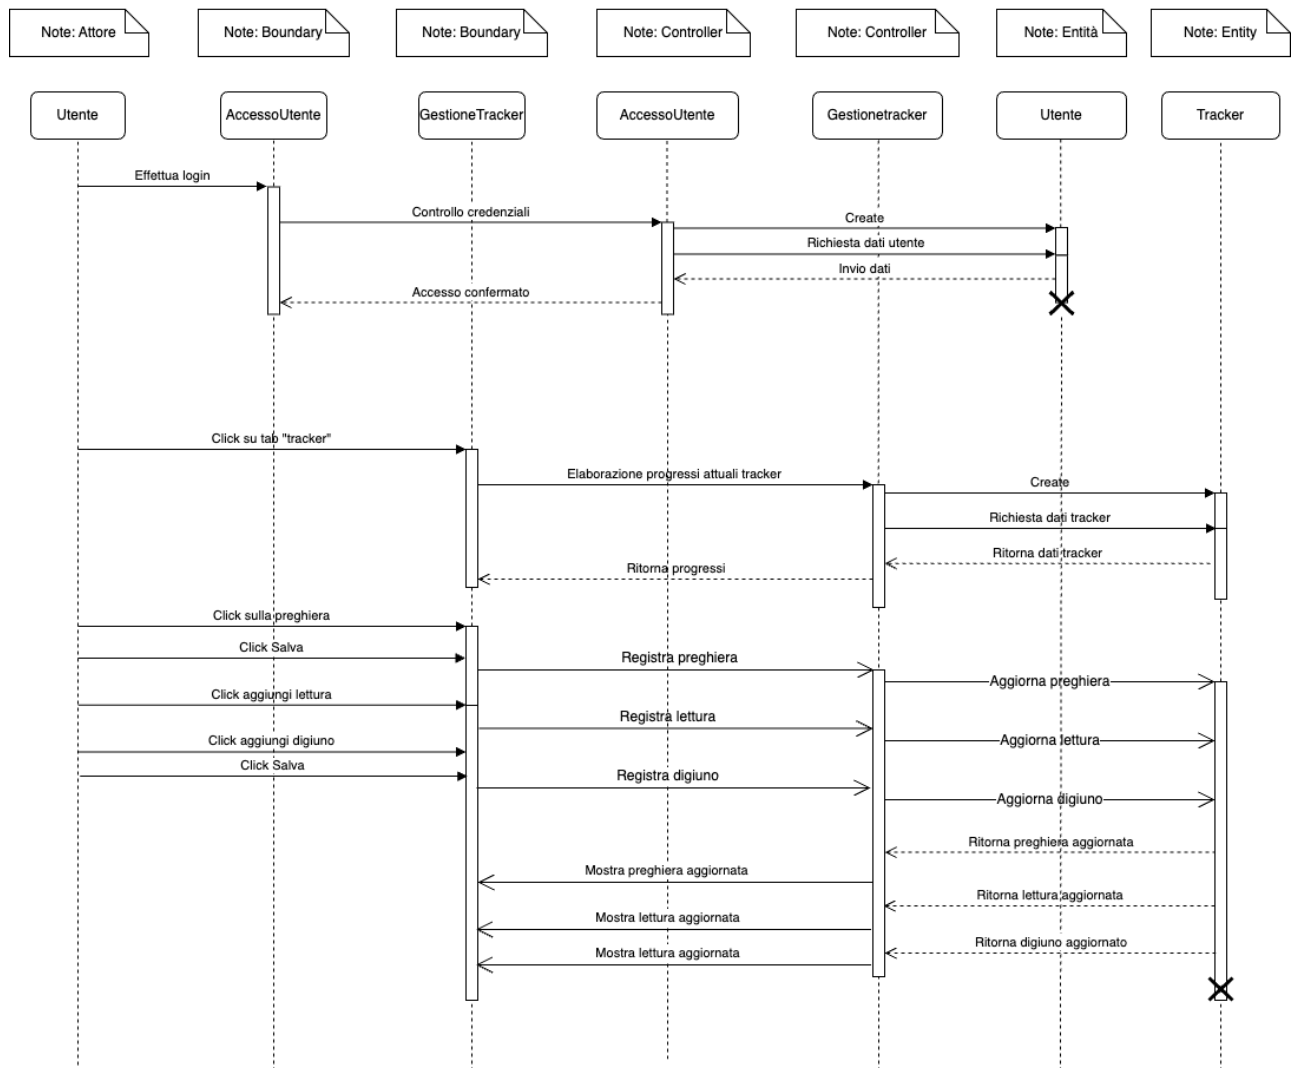 Note: Attore
Note: Boundary
Note: Boundary
Note: Controller
Note: Controller
Note: Entità
Note: Entity
Utente
AccessoUtente
GestioneTracker
AccessoUtente
Gestionetracker
Utente
Tracker
Effettua login
Controllo credenziali
Create
Richiesta dati utente
Invio dati
Accesso confermato
Click su tab "tracker"
Elaborazione progressi attuali tracker
Create
Richiesta dati tracker
Ritorna dati tracker
Ritorna progressi
Click sulla preghiera
Click Salva
Registra preghiera
Aggiorna preghiera
Click aggiungi lettura
Registra lettura
Aggiorna lettura
Click aggiungi digiuno
Click Salva
Registra digiuno
Aggiorna digiuno
Ritorna preghiera aggiornata
Mostra preghiera aggiornata
Ritorna lettura aggiornata
Mostra lettura aggiornata
Ritorna digiuno aggiornato
Mostra lettura aggiornata